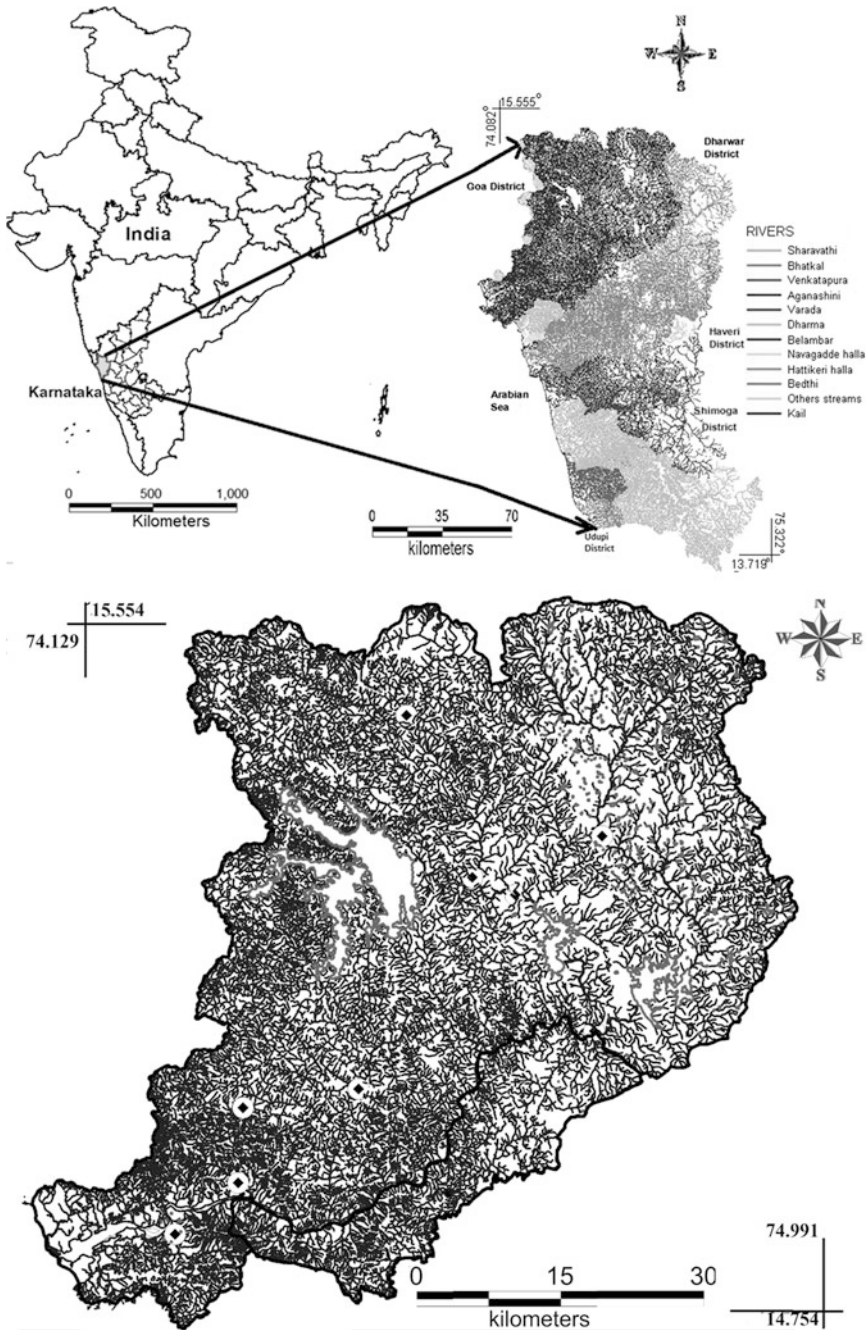 N
W E
S
15.555°
74.082°
Dharwar
District
Goa District
India
RIVERS
Sharavathi
Bhatkal
Venkatapura
Aganashini
Varada
Dharma
Belambar
Navagadde halla
Hattikeri halla
Bedthi
Others streams
Kail
Haveri
District
Karnataka
Arabian
Sea
Shimoga
District
0 500 1,000
Kilometers
0 35 70
kilometers
Udupi
District
75.322°
13.719°
15.554
74.129
N
W E
S
74.991
14.754
0 15 30
kilometers